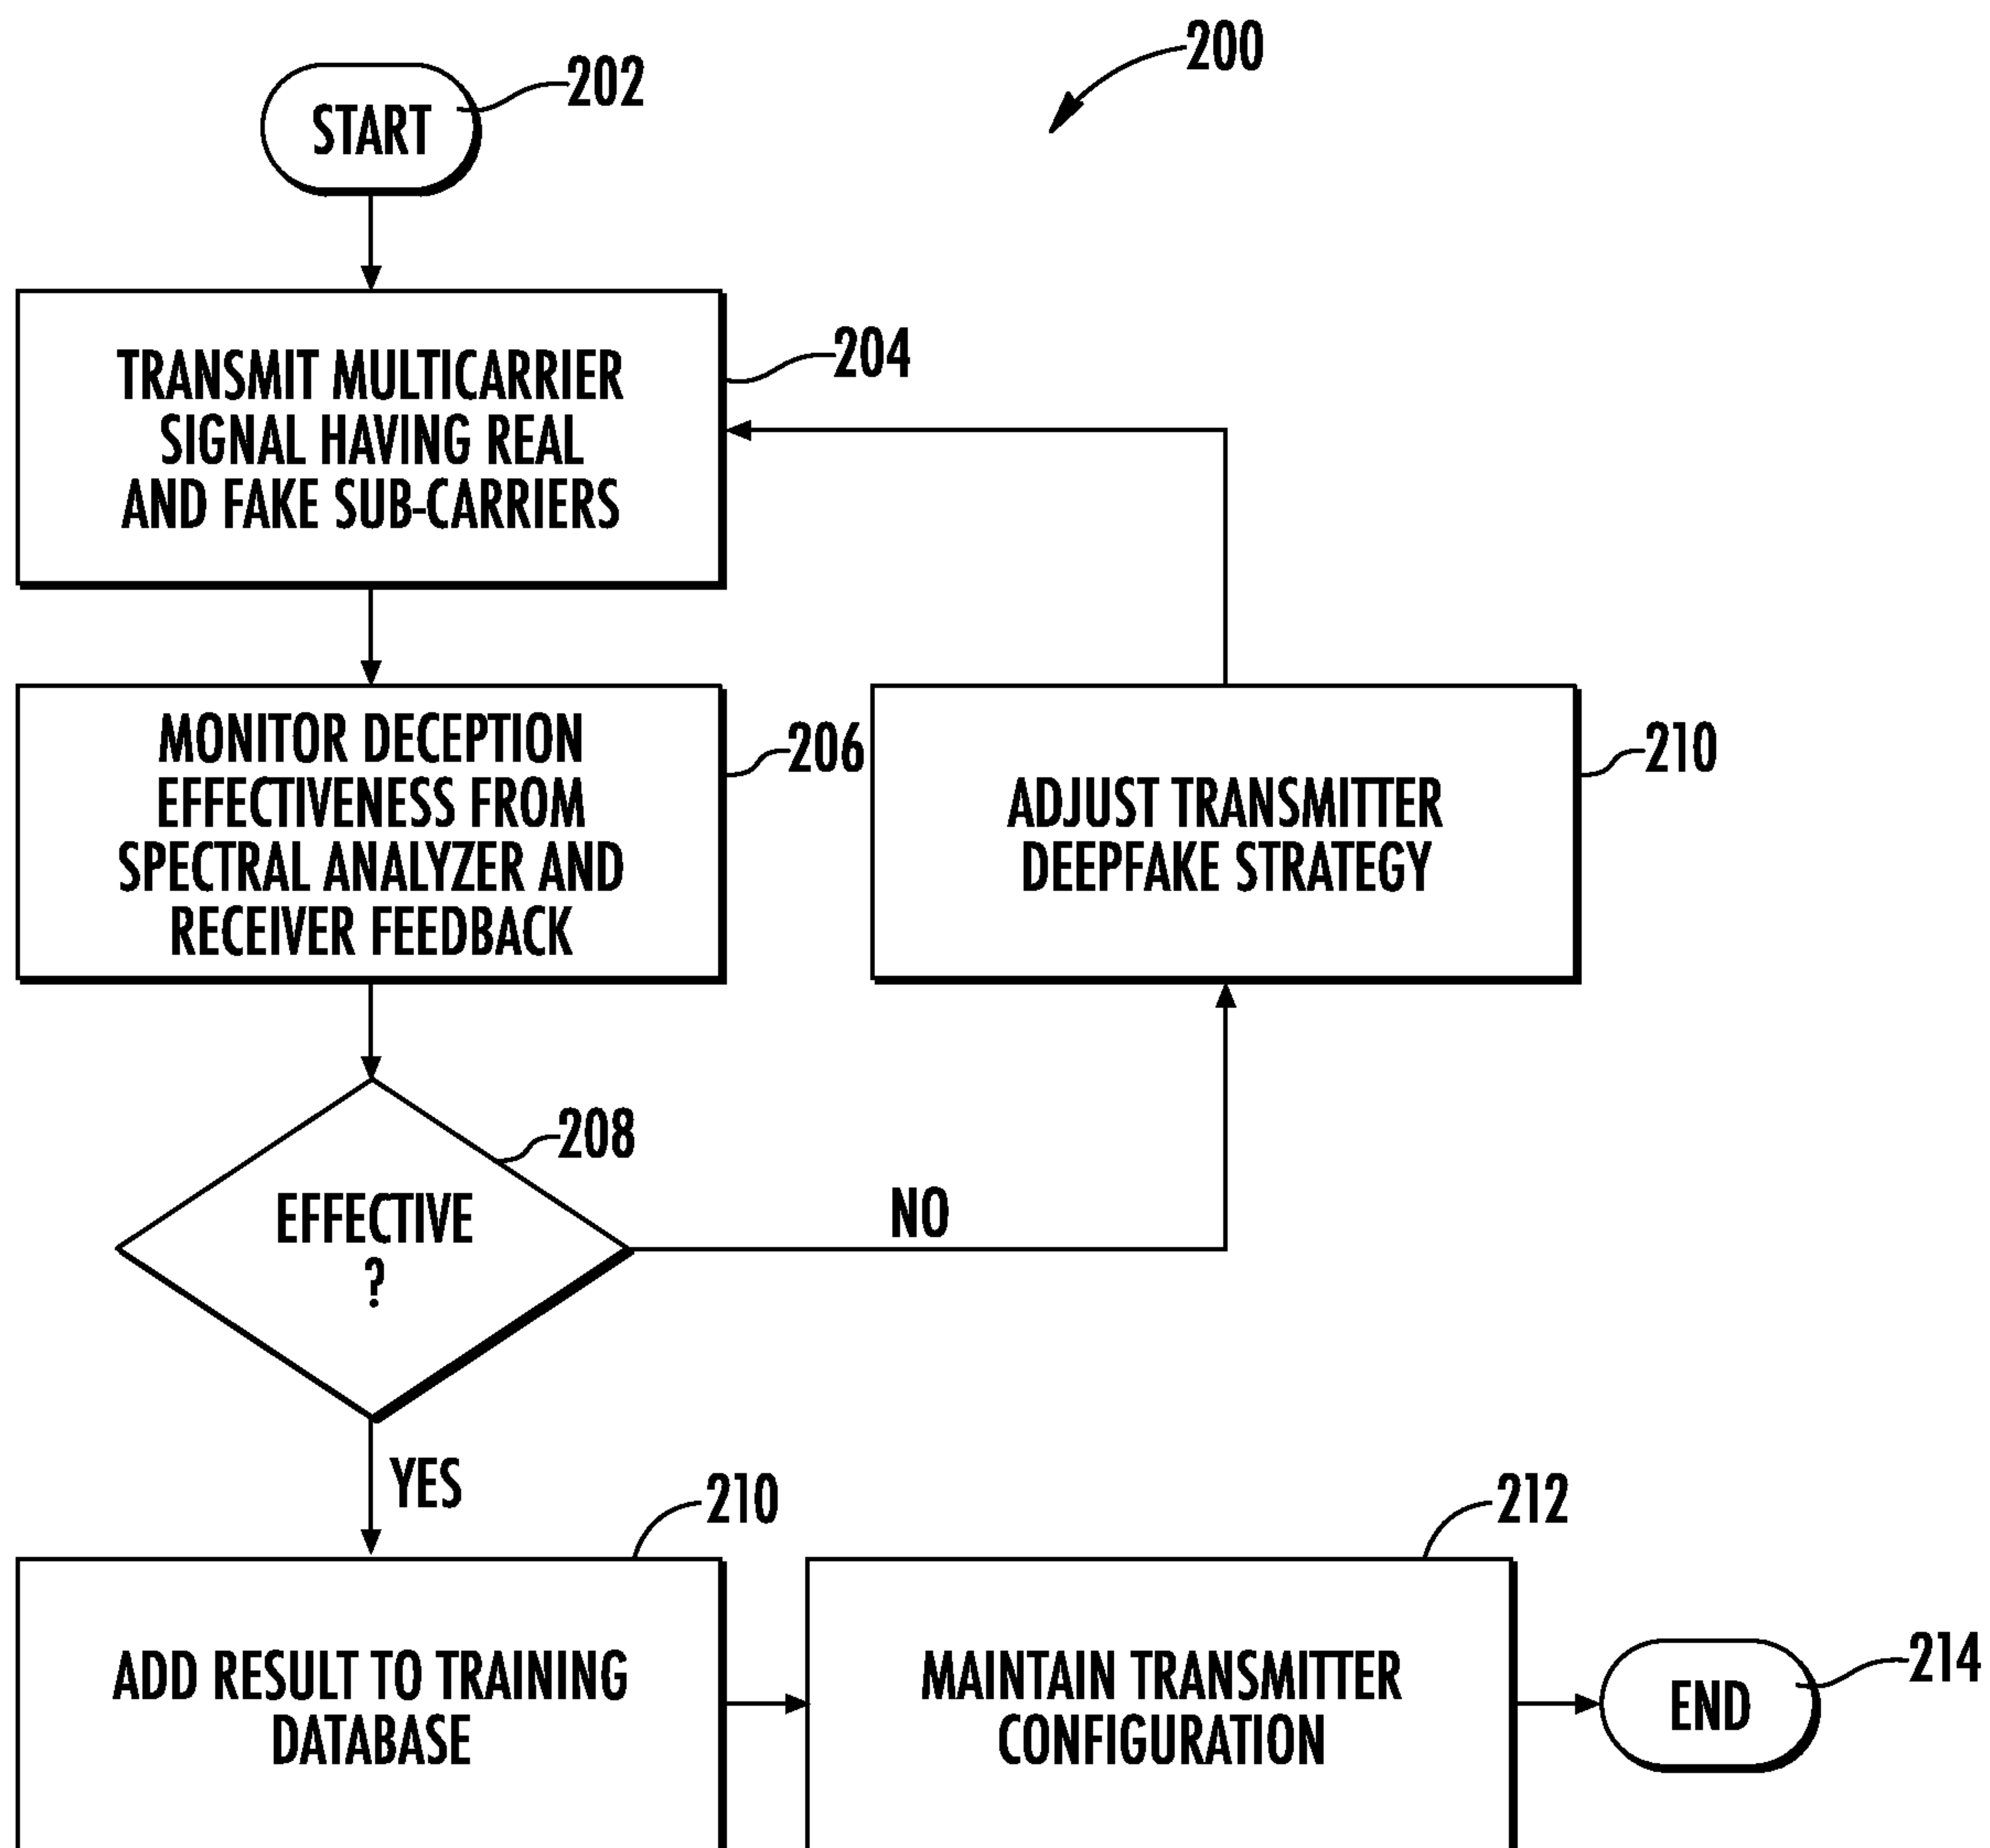 200
START
202
TRANSMIT MULTICARRIER
SIGNAL HAVING REAL
AND FAKE SUB-CARRIERS
204
MONITOR DECEPTION
EFFECTIVENESS FROM
SPECTRAL ANALYZER AND
RECEIVER FEEDBACK
206
ADJUST TRANSMITTER
DEEPFAKE STRATEGY
210
EFFECTIVE
?
208
NO
YES
ADD RESULT TO TRAINING
DATABASE
210
MAINTAIN TRANSMITTER
CONFIGURATION
212
END
214